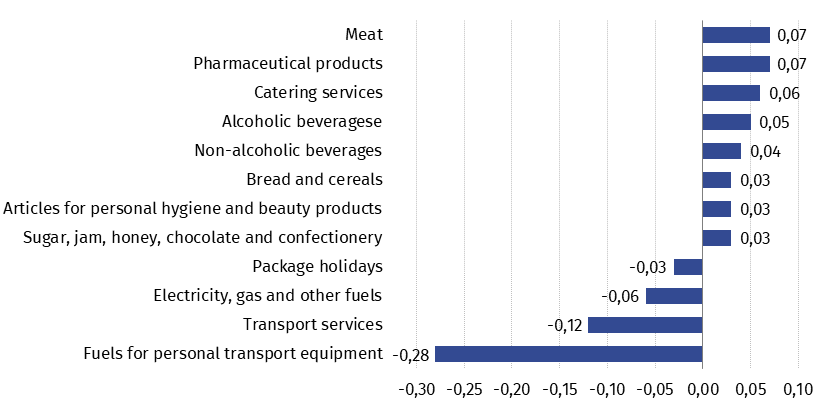 Meat 0,07
Pharmaceutical products 0,07
Catering services 0,06
Alcoholic beveragese 0,05
Non-alcoholic beverages 0,04
Bread and cereals 0,03
Articles for personal hygiene and beauty products 0,03
Sugar, jam, honey, chocolate and confectionery 0,03
Package holidays -0,03
Electricity, gas and other fuels -0,06
Transport services -0,12
Fuels for personal transport equipment -0,28
-0,30 -0,25 -0,20 -0,15 -0,10 -0,05 0,00 0,05 0,10